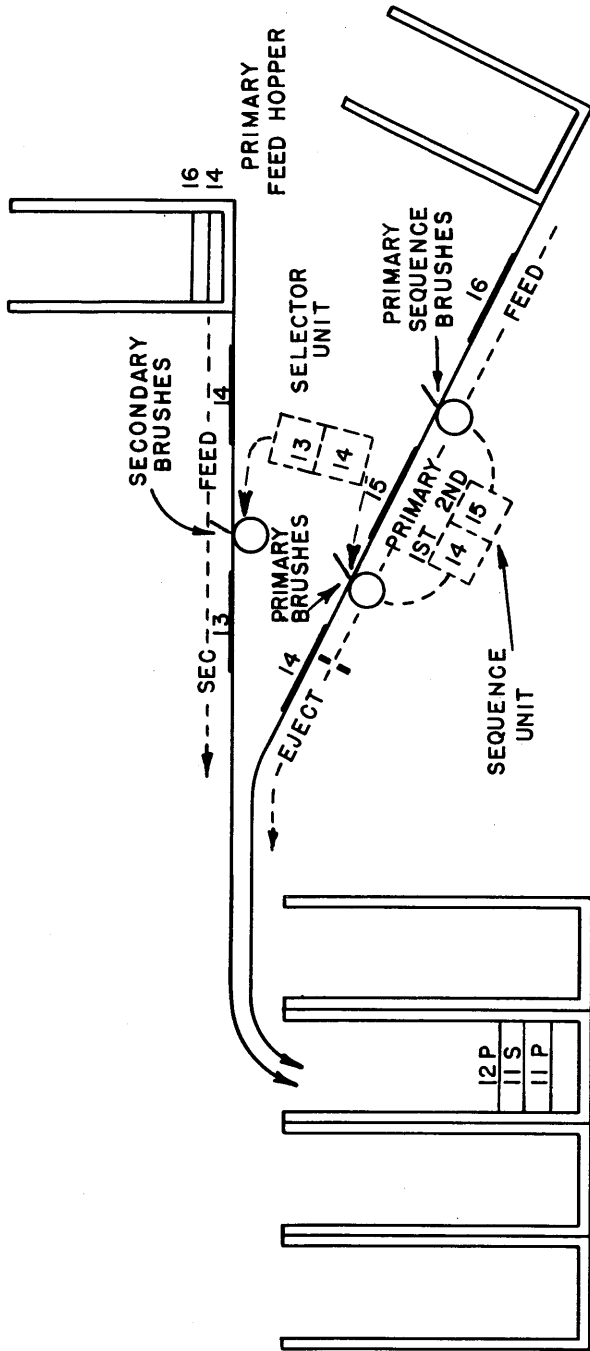 16
14
PRIMARY
FEED HOPPER
SECONDARY
BRUSHES
14
FEED
SEC
13
SELECTOR
UNIT
13
14
PRIMARY
SEQUENCE
BRUSHES
16
FEED
15
PRIMARY
1ST 2ND
14 15
PRIMARY
BRUSHES
14
EJECT
SEQUENCE
UNIT
12 P
11 S
11 P